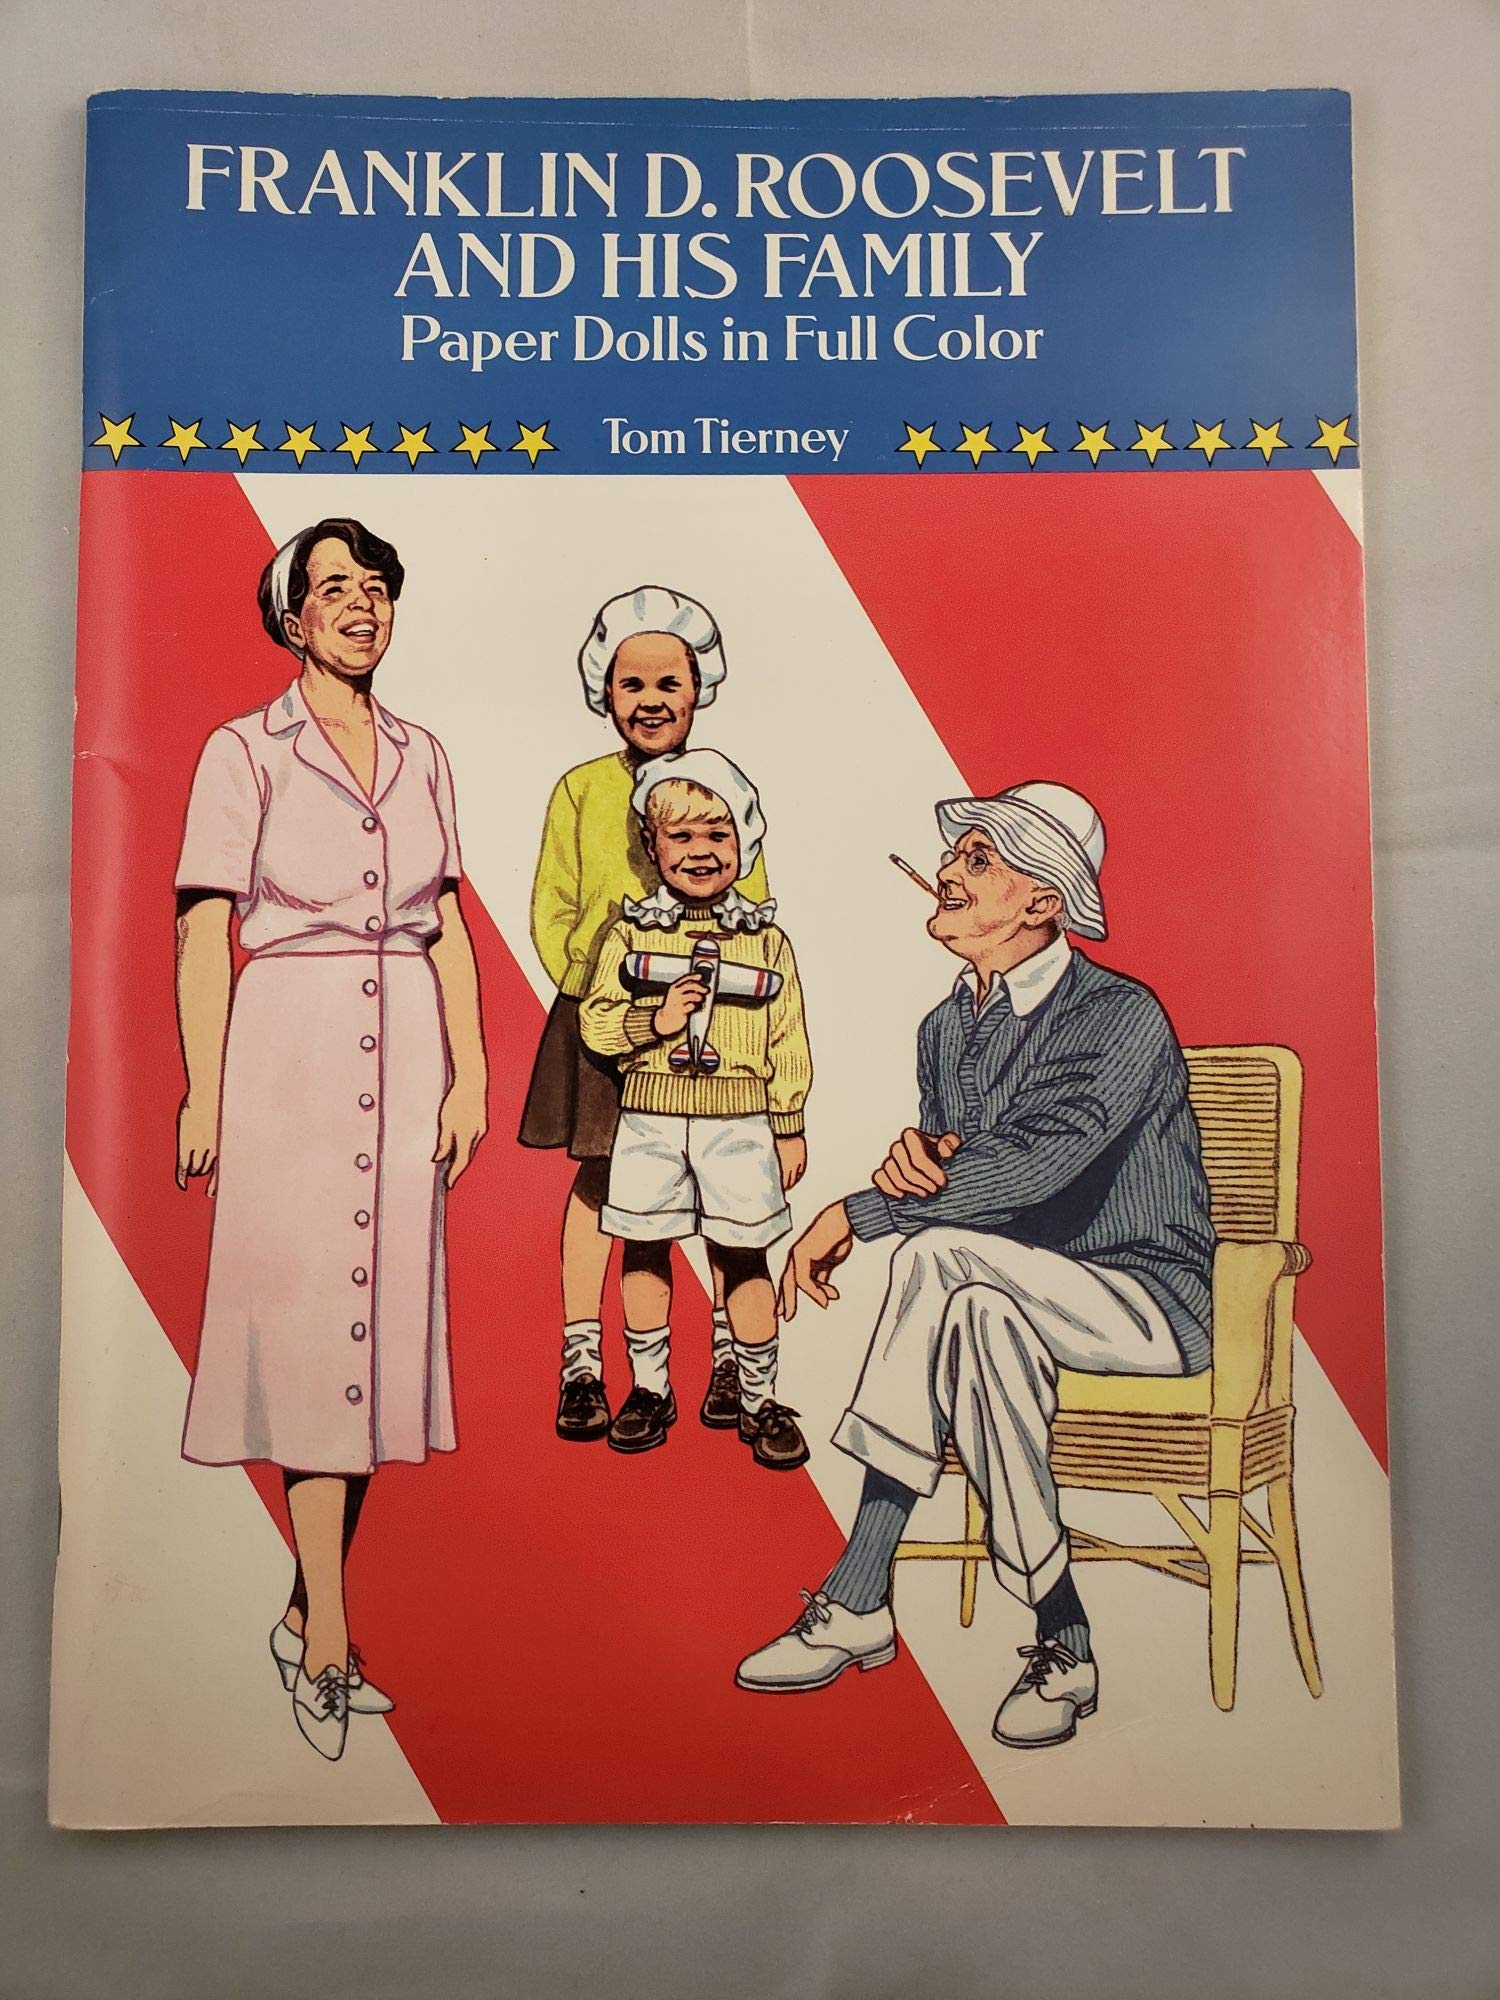 FRANKLIN D. ROOSEVELT
AND HIS FAMILY
Paper Dolls in Full Color
Tom Tierney